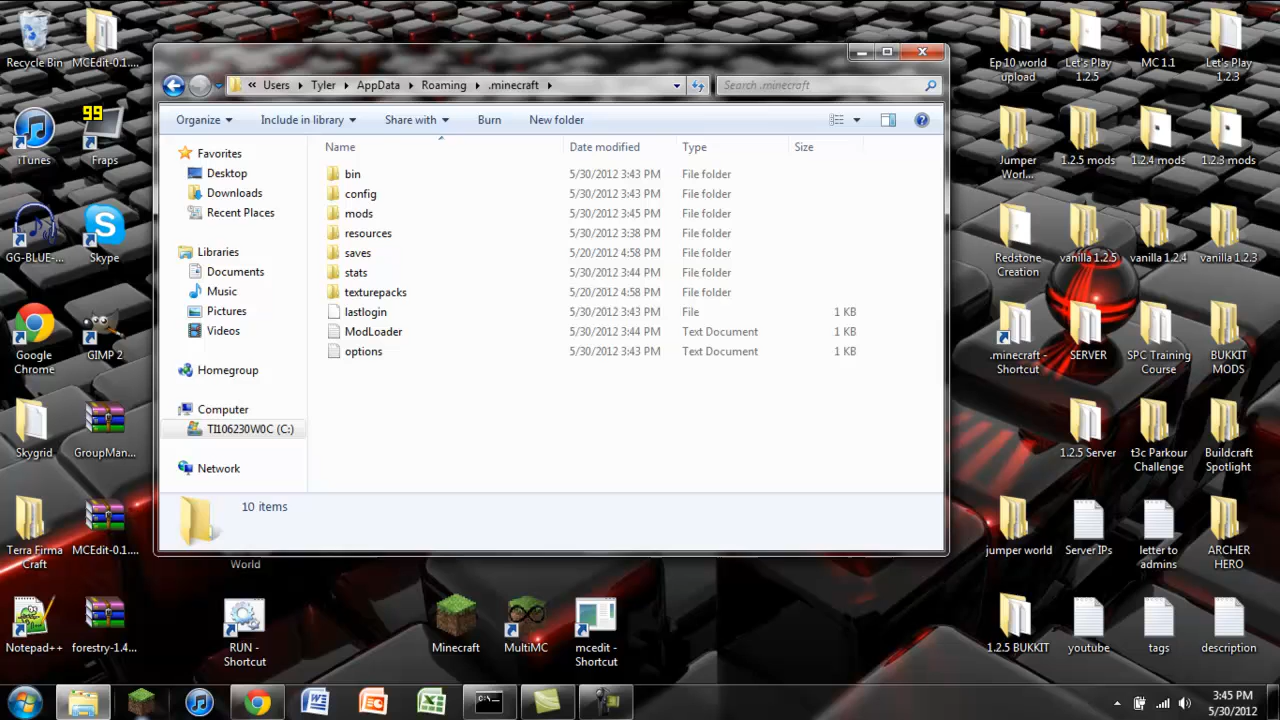 Recycle Bin
MCEdit-0.1....
iTunes
99
Fraps
GG-BLUE-...
Skype
Google
Chrome
GIMP 2
Skygrid
GroupMan...
Terra Firma
Craft
MCEdit-0.1....
Notepad++
forestry-1.4...
« Users ▸ Tyler ▸ AppData ▸ Roaming ▸ .minecraft ▸
Search .minecraft
Organize
Include in library
Share with
Burn
New folder
Name
Date modified
Type
Size
Favorites
Desktop
Downloads
Recent Places
Libraries
Documents
Music
Pictures
Videos
Homegroup
Computer
TI106230W0C (C:)
Network
bin 5/30/2012 3:43 PM File folder
config 5/30/2012 3:43 PM File folder
mods 5/30/2012 3:45 PM File folder
resources 5/30/2012 3:38 PM File folder
saves 5/20/2012 4:58 PM File folder
stats 5/30/2012 3:44 PM File folder
texturepacks 5/20/2012 4:58 PM File folder
lastlogin 5/30/2012 3:43 PM File 1 KB
ModLoader 5/30/2012 3:44 PM Text Document 1 KB
options 5/30/2012 3:43 PM Text Document 1 KB
10 items
World
RUN -
Shortcut
Minecraft
MultiMC
mcedit -
Shortcut
Ep 10 world
upload
Let's Play
1.2.5
MC 1.1
Let's Play
1.2.3
Jumper
Worl...
1.2.5 mods
1.2.4 mods
1.2.3 mods
Redstone
Creation
vanilla 1.2.5
vanilla 1.2.4
vanilla 1.2.3
.minecraft -
Shortcut
SERVER
SPC Training
Course
BUKKIT
MODS
1.2.5 Server
t3c Parkour
Challenge
Buildcraft
Spotlight
jumper world
Server IPs
letter to
admins
ARCHER
HERO
1.2.5 BUKKIT
youtube
tags
description
3:45 PM
5/30/2012